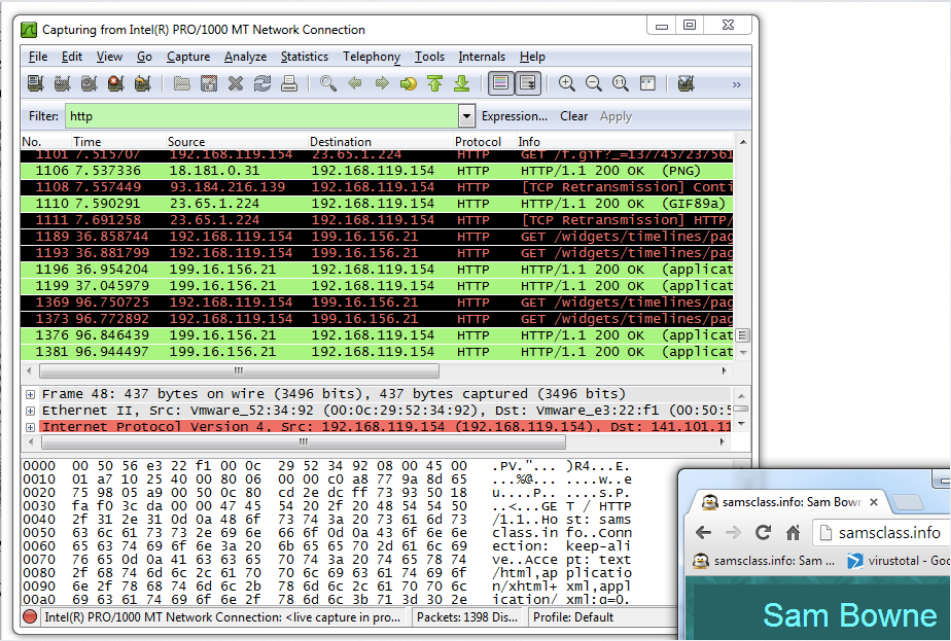 Capturing from Intel(R) PRO/1000 MT Network Connection
File Edit View Go Capture Analyze Statistics Telephony Tools Internals Help
Filter: http Expression... Clear Apply
No. Time Source Destination Protocol Info
1101 7.515707 192.168.119.154 23.65.1.224 HTTP GET /f.gif?_=137745723756
1106 7.537336 18.181.0.31 192.168.119.154 HTTP HTTP/1.1 200 OK (PNG)
1108 7.557449 93.184.216.139 192.168.119.154 HTTP [TCP Retransmission] Conti
1110 7.590291 23.65.1.224 192.168.119.154 HTTP HTTP/1.1 200 OK (GIF89a)
1111 7.691258 23.65.1.224 192.168.119.154 HTTP [TCP Retransmission] HTTP/
1189 36.858744 192.168.119.154 199.16.156.21 HTTP GET /widgets/timelines/pag
1193 36.881799 192.168.119.154 199.16.156.21 HTTP GET /widgets/timelines/pag
1196 36.954204 199.16.156.21 192.168.119.154 HTTP HTTP/1.1 200 OK (applicat
1199 37.045979 199.16.156.21 192.168.119.154 HTTP HTTP/1.1 200 OK (applicat
1369 96.750725 192.168.119.154 199.16.156.21 HTTP GET /widgets/timelines/pag
1373 96.772892 192.168.119.154 199.16.156.21 HTTP GET /widgets/timelines/pag
1376 96.846439 199.16.156.21 192.168.119.154 HTTP HTTP/1.1 200 OK (applicat
1381 96.944497 199.16.156.21 192.168.119.154 HTTP HTTP/1.1 200 OK (applicat
Frame 48: 437 bytes on wire (3496 bits), 437 bytes captured (3496 bits)
Ethernet II, Src: Vmware_52:34:92 (00:0c:29:52:34:92), Dst: Vmware_e3:22:f1 (00:50:5
Internet Protocol Version 4, Src: 192.168.119.154 (192.168.119.154), Dst: 141.101.11
0000 00 50 56 e3 22 f1 00 0c 29 52 34 92 08 00 45 00 .PV."... )R4...E.
0010 01 a7 10 25 40 00 80 06 00 00 c0 a8 77 9a 8d 65 ...%@... ....w..e
0020 75 98 05 a9 00 50 0c 80 cd 2e dc ff 73 93 50 18 u....P.. ....s.P.
0030 fa f0 3c da 00 00 47 45 54 20 2f 20 48 54 54 50 ..<...GE T / HTTP
0040 2f 31 2e 31 0d 0a 48 6f 73 74 3a 20 73 61 6d 73 /1.1..Ho st: sams
0050 63 6c 61 73 73 2e 69 6e 66 6f 0d 0a 43 6f 6e 6e class.in fo..Conn
0060 65 63 74 69 6f 6e 3a 20 6b 65 65 70 2d 61 6c 69 ection: keep-ali
0070 76 65 0d 0a 41 63 63 65 70 74 3a 20 74 65 78 74 ve..Acce pt: text
0080 2f 68 74 6d 6c 2c 61 70 70 6c 69 63 61 74 69 6f /html,ap plicatio
0090 6e 2f 78 68 74 6d 6c 2b 78 6d 6c 2c 61 70 70 6c n/xhtml+ xml,appl
00a0 69 63 61 74 69 6f 6e 2f 78 6d 6c 3b 71 3d 30 2e ication/ xml;q=0.
Intel(R) PRO/1000 MT Network Connection: <live capture in pro... Packets: 1398 Dis... Profile: Default
samsclass.info: Sam Bowr
samsclass.info
samsclass.info: Sam ... virustotal - Goo
Sam Bowne